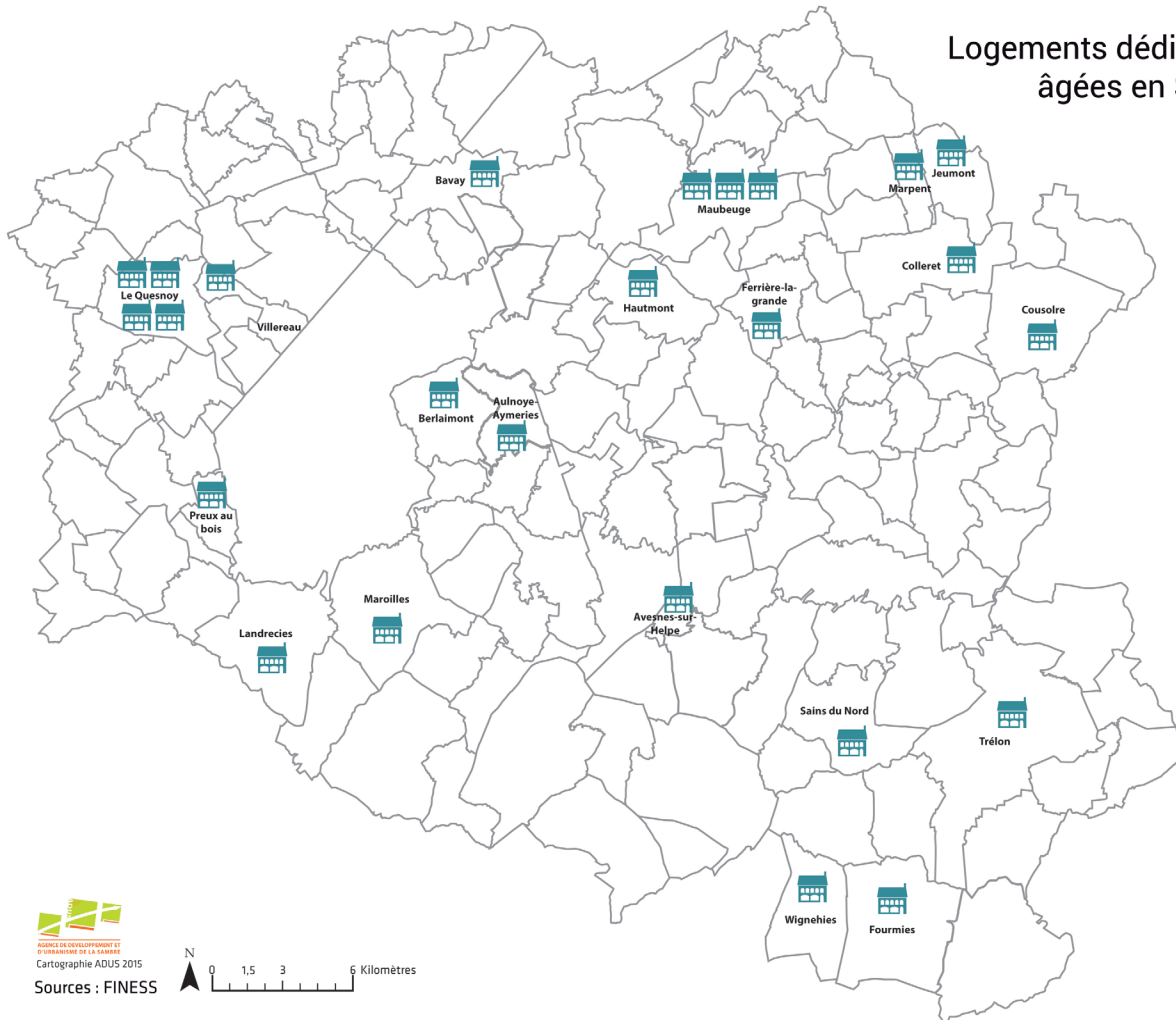 Logements dédi
âgées en
Bavay
Maubeuge
Marpent
Jeumont
Colleret
Le Quesnoy
Villereau
Hautmont
Ferrière-la-
grande
Cousolre
Berlaimont
Aulnoye-
Aymeries
Preux au
bois
Maroilles
Landrecies
Avesnes-sur-
Helpe
Sains du Nord
Trélon
Wignehies
Fourmies
AGENCE DE DEVELOPPEMENT ET
D'URBANISME DE LA SAMBRE
Cartographie ADUS 2015
Sources : FINESS
N
0 1,5 3 6 Kilomètres